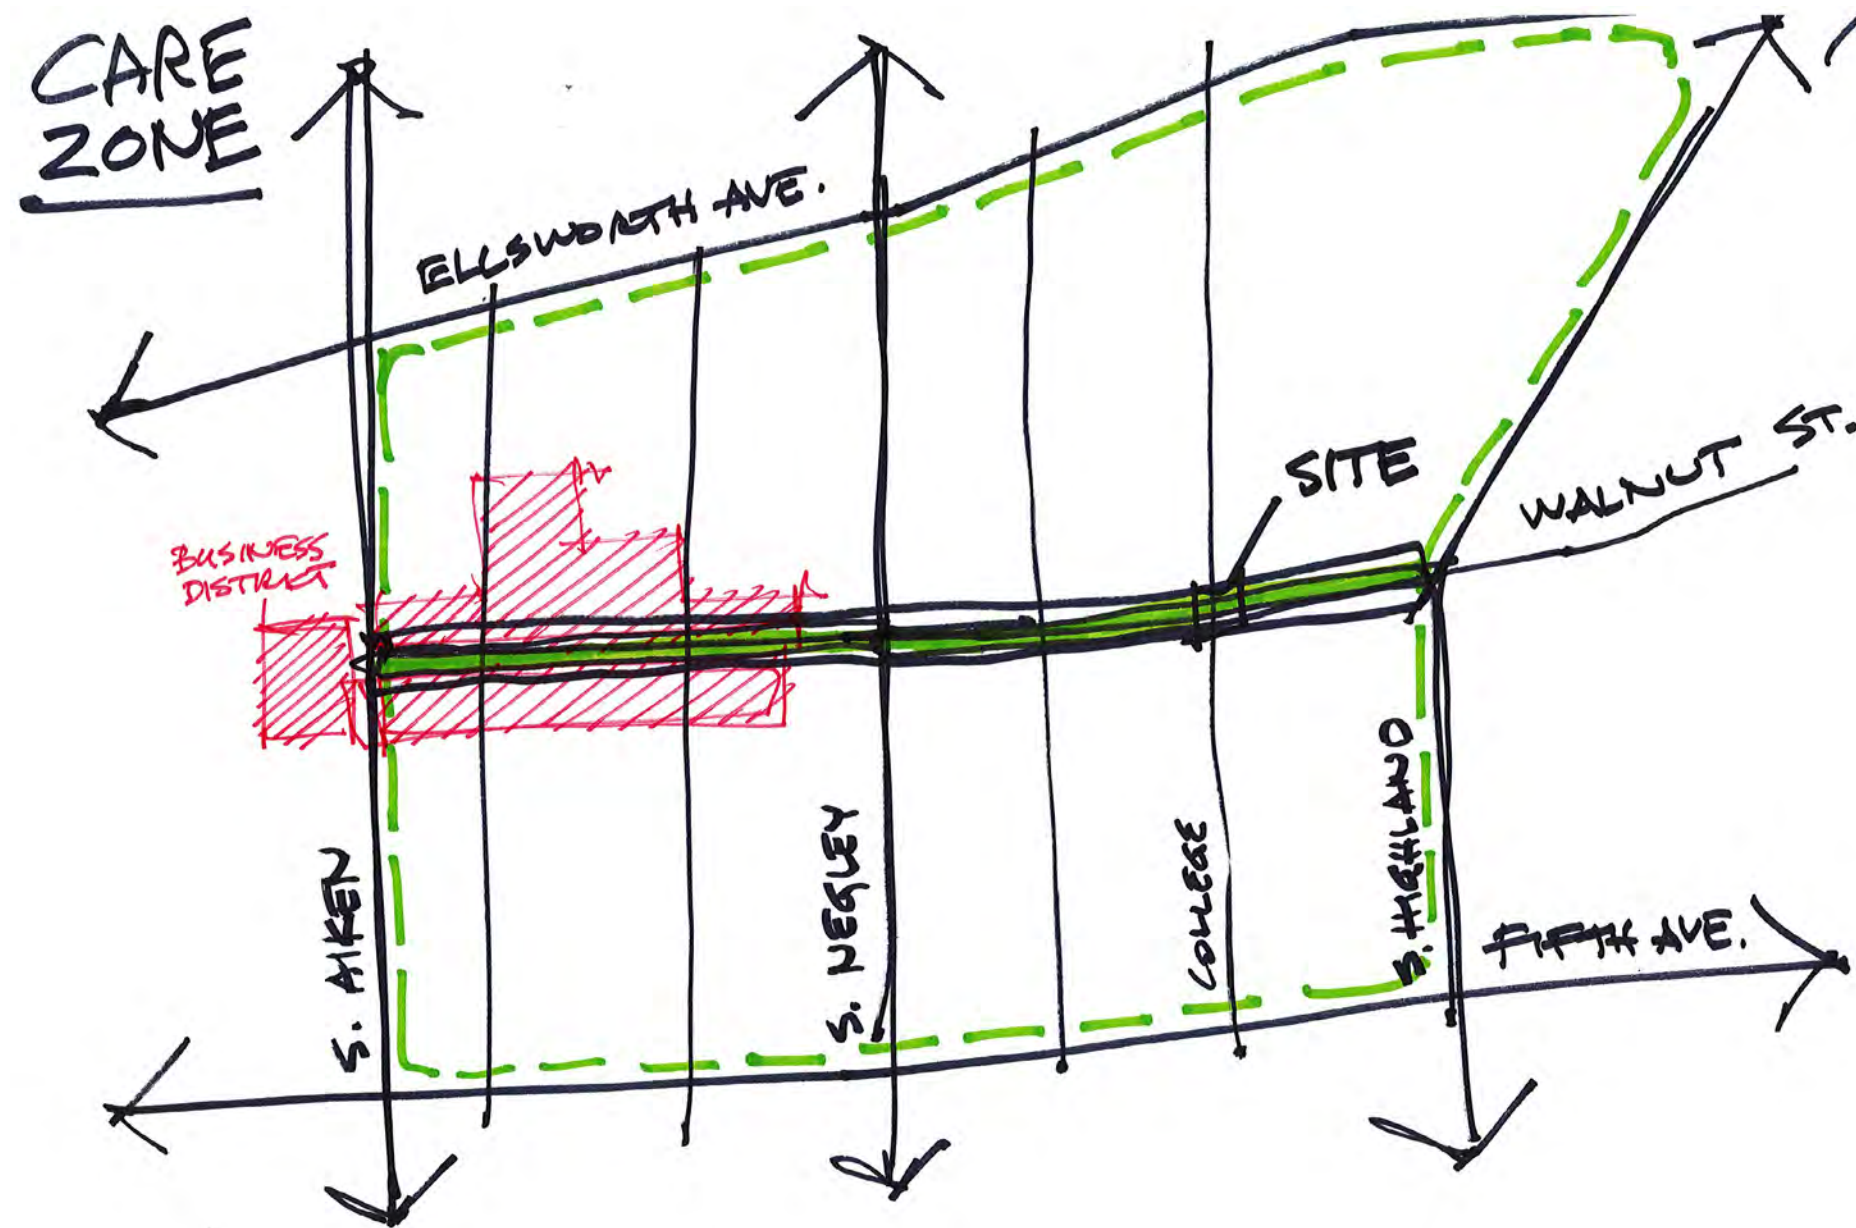 CARE
ZONE
ELLSWORTH AVE.
SITE
WALNUT ST.
BUSINESS
DISTRICT
S. AIKEN
S. NEGLEY
COLLEGE
S. HIGHLAND
FIFTH AVE.